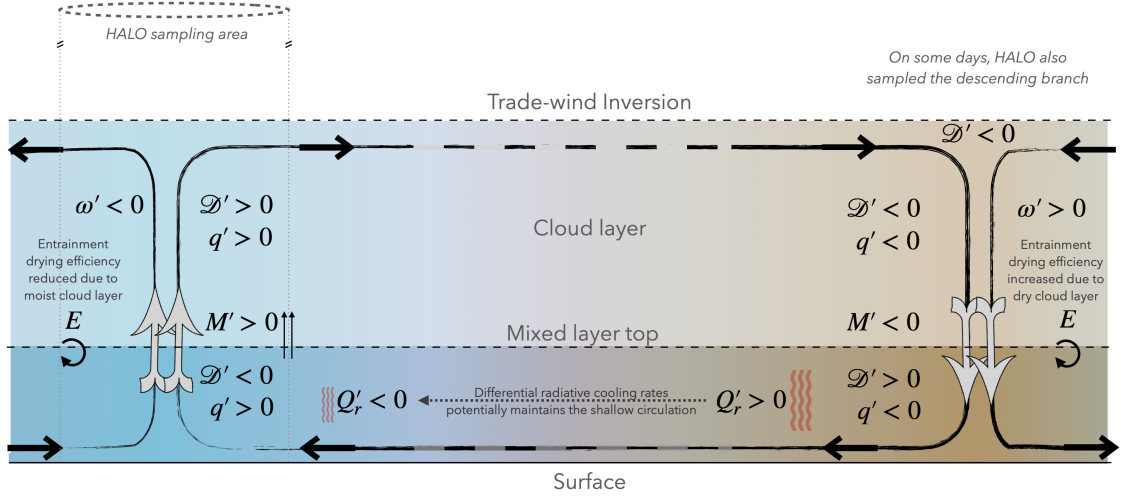 HALO sampling area
On some days, HALO also
sampled the descending branch
Trade-wind Inversion
𝒟′ < 0
ω′ < 0
𝒟′ > 0
q′ > 0
Cloud layer
𝒟′ < 0
q′ < 0
ω′ > 0
Entrainment
drying efficiency
reduced due to
moist cloud layer
Entrainment
drying efficiency
increased due to
dry cloud layer
E
M′ > 0
Mixed layer top
M′ < 0
E
𝒟′ < 0
q′ > 0
Q′r < 0
Differential radiative cooling rates
potentially maintains the shallow circulation
Q′r > 0
𝒟′ > 0
q′ < 0
Surface